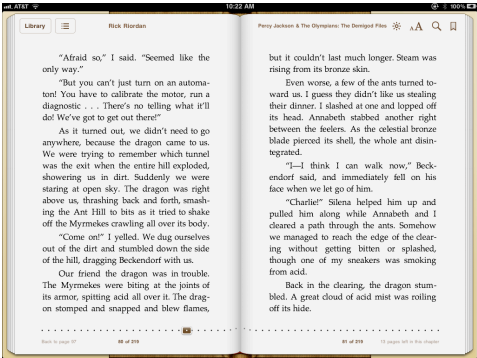 AT&T
10:22 AM
100%
Library
Rick Riordan
Percy Jackson & The Olympians: The Demigod Files
AA
"Afraid so," I said. "Seemed like the
only way."
"But you can't just turn on an automa-
ton! You have to calibrate the motor, run a
diagnostic . . . There's no telling what it'll
do! We've got to get out there!"
As it turned out, we didn't need to go
anywhere, because the dragon came to us.
We were trying to remember which tunnel
was the exit when the entire hill exploded,
showering us in dirt. Suddenly we were
staring at open sky. The dragon was right
above us, thrashing back and forth, smash-
ing the Ant Hill to bits as it tried to shake
off the Myrmekes crawling all over its body.
"Come on!" I yelled. We dug ourselves
out of the dirt and stumbled down the side
of the hill, dragging Beckendorf with us.
Our friend the dragon was in trouble.
The Myrmekes were biting at the joints of
its armor, spitting acid all over it. The drag-
on stomped and snapped and blew flames,
but it couldn't last much longer. Steam was
rising from its bronze skin.
Even worse, a few of the ants turned to-
ward us. I guess they didn't like us stealing
their dinner. I slashed at one and lopped off
its head. Annabeth stabbed another right
between the feelers. As the celestial bronze
blade pierced its shell, the whole ant disin-
tegrated.
"I—I think I can walk now," Beck-
endorf said, and immediately fell on his
face when we let go of him.
"Charlie!" Silena helped him up and
pulled him along while Annabeth and I
cleared a path through the ants. Somehow
we managed to reach the edge of the clear-
ing without getting bitten or splashed,
though one of my sneakers was smoking
from acid.
Back in the clearing, the dragon stum-
bled. A great cloud of acid mist was roiling
off its hide.
Back to page 97
60 of 219
61 of 219
13 pages left in this chapter